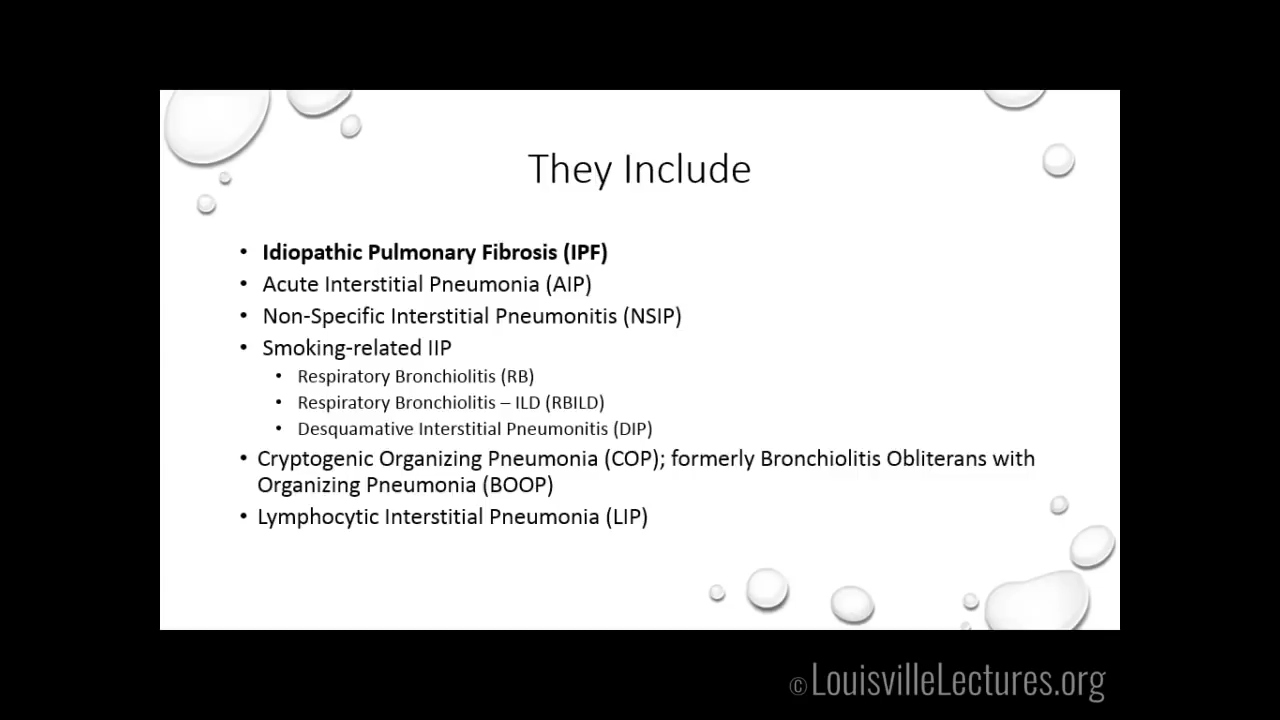 They Include
• Idiopathic Pulmonary Fibrosis (IPF)
• Acute Interstitial Pneumonia (AIP)
• Non-Specific Interstitial Pneumonitis (NSIP)
• Smoking-related IIP
• Respiratory Bronchiolitis (RB)
• Respiratory Bronchiolitis – ILD (RBILD)
• Desquamative Interstitial Pneumonitis (DIP)
• Cryptogenic Organizing Pneumonia (COP); formerly Bronchiolitis Obliterans with
Organizing Pneumonia (BOOP)
• Lymphocytic Interstitial Pneumonia (LIP)
© LouisvilleLectures.org